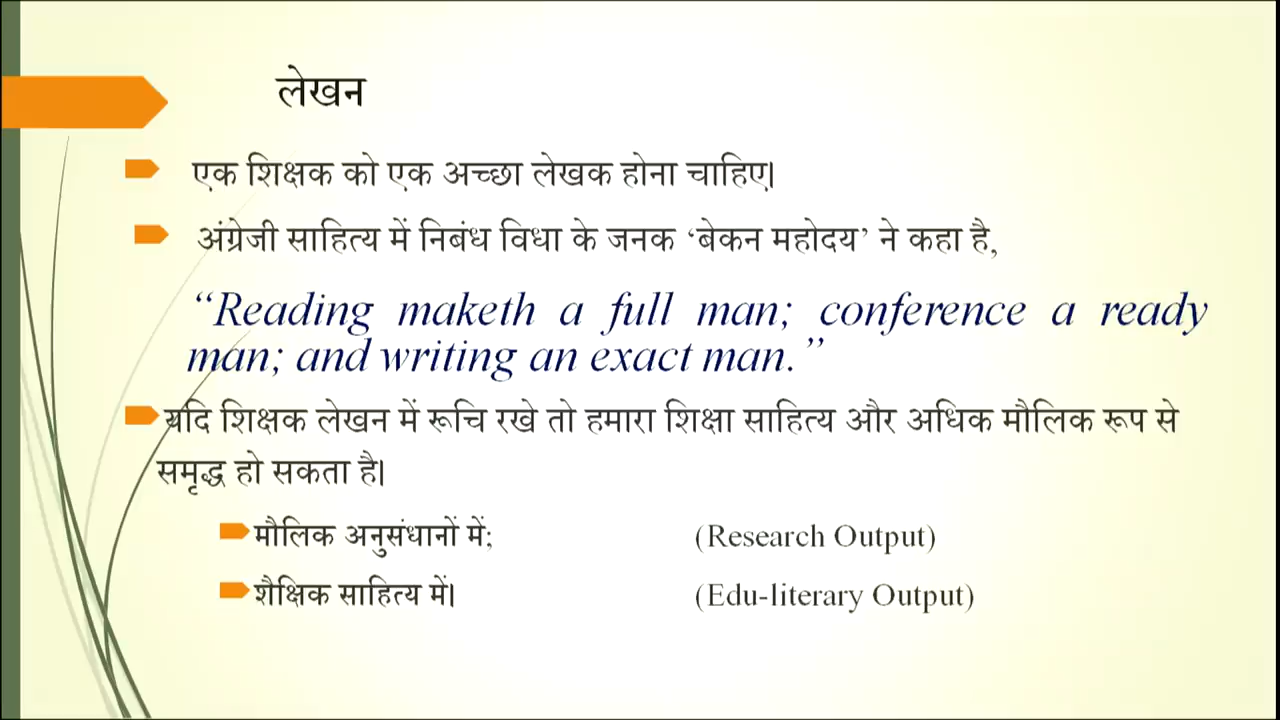 लेखन
एक शिक्षक को एक अच्छा लेखक होना चाहिए।
अंग्रेजी साहित्य में निबंध विधा के जनक ‘बेकन महोदय’ ने कहा है,
“Reading maketh a full man; conference a ready
man; and writing an exact man.”
यदि शिक्षक लेखन में रूचि रखे तो हमारा शिक्षा साहित्य और अधिक मौलिक रूप से
समृद्ध हो सकता है।
मौलिक अनुसंधानों में; (Research Output)
शैक्षिक साहित्य में। (Edu-literary Output)